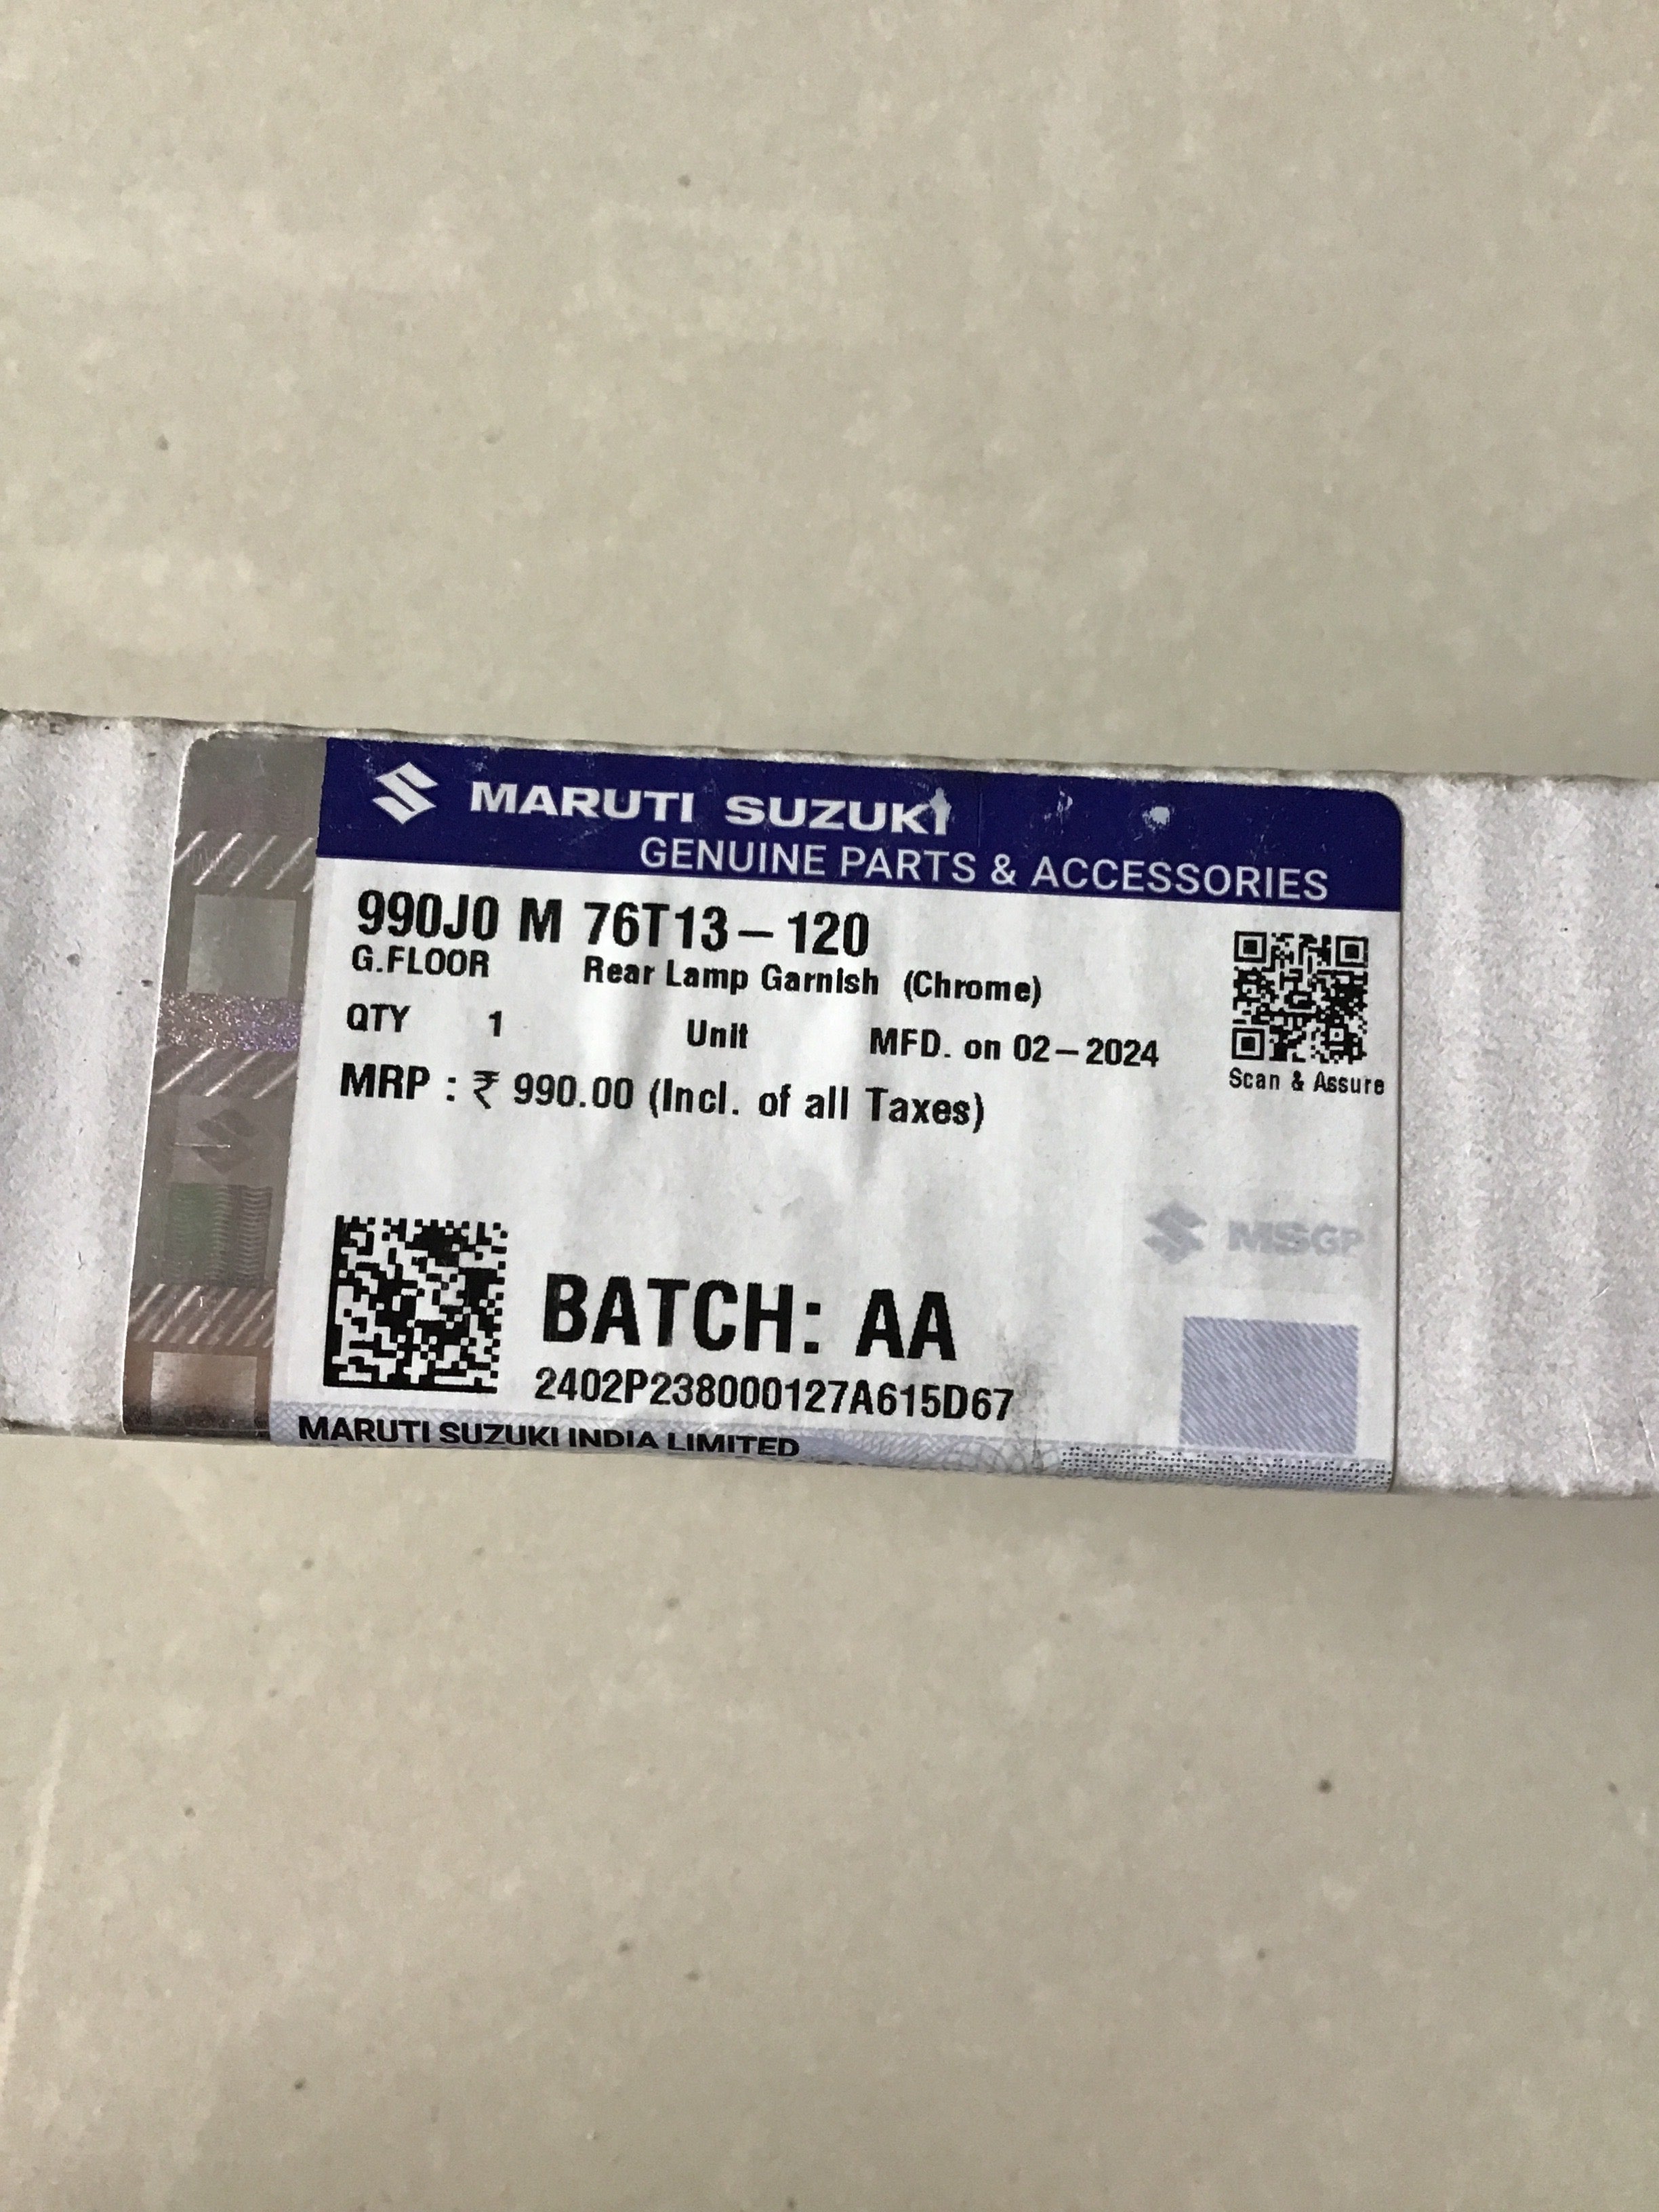 MARUTI SUZUKI
GENUINE PARTS & ACCESSORIES
990J0 M 76T13-120
G.FLOOR Rear Lamp Garnish (Chrome)
QTY 1 Unit MFD. on 02-2024
MRP : ₹ 990.00 (Incl. of all Taxes)
Scan & Assure
MSGP
BATCH: AA
2402P238000127A615D67
MARUTI SUZUKI INDIA LIMITED